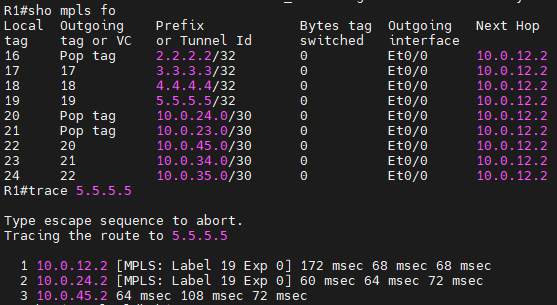 R1#sho mpls fo
Local Outgoing Prefix Bytes tag Outgoing Next Hop
tag tag or VC or Tunnel Id switched interface
16 Pop tag 2.2.2.2/32 0 Et0/0 10.0.12.2
17 17 3.3.3.3/32 0 Et0/0 10.0.12.2
18 18 4.4.4.4/32 0 Et0/0 10.0.12.2
19 19 5.5.5.5/32 0 Et0/0 10.0.12.2
20 Pop tag 10.0.24.0/30 0 Et0/0 10.0.12.2
21 Pop tag 10.0.23.0/30 0 Et0/0 10.0.12.2
22 20 10.0.45.0/30 0 Et0/0 10.0.12.2
23 21 10.0.34.0/30 0 Et0/0 10.0.12.2
24 22 10.0.35.0/30 0 Et0/0 10.0.12.2
R1#trace 5.5.5.5
Type escape sequence to abort.
Tracing the route to 5.5.5.5
1 10.0.12.2 [MPLS: Label 19 Exp 0] 172 msec 68 msec 68 msec
2 10.0.24.2 [MPLS: Label 19 Exp 0] 60 msec 64 msec 72 msec
3 10.0.45.2 64 msec 108 msec 72 msec